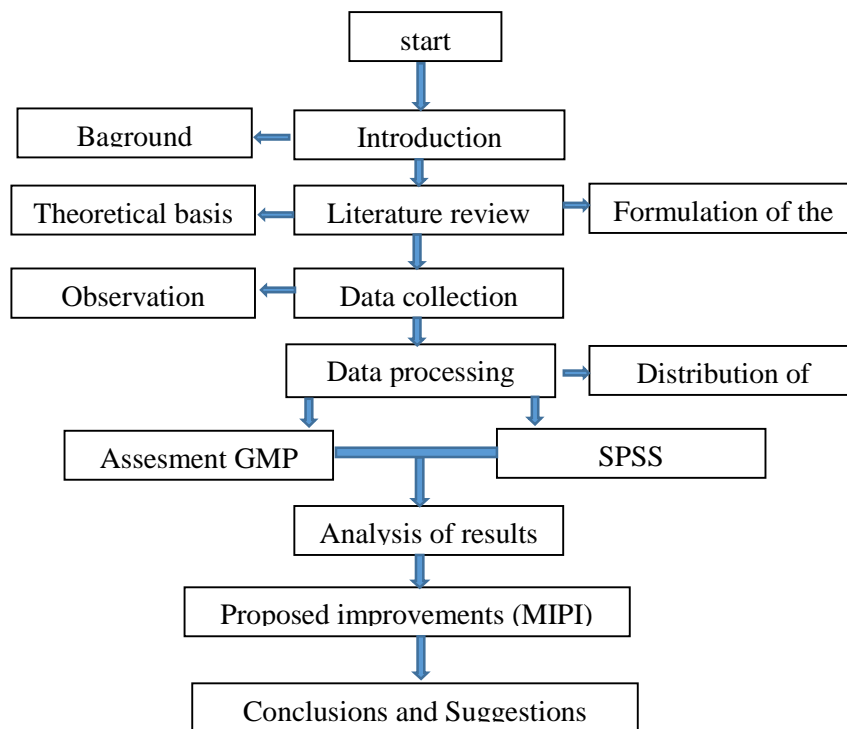 start
Baground
Introduction
Theoretical basis
Literature review
Formulation of the
Observation
Data collection
Data processing
Distribution of
Assesment GMP
SPSS
Analysis of results
Proposed improvements (MIPI)
Conclusions and Suggestions